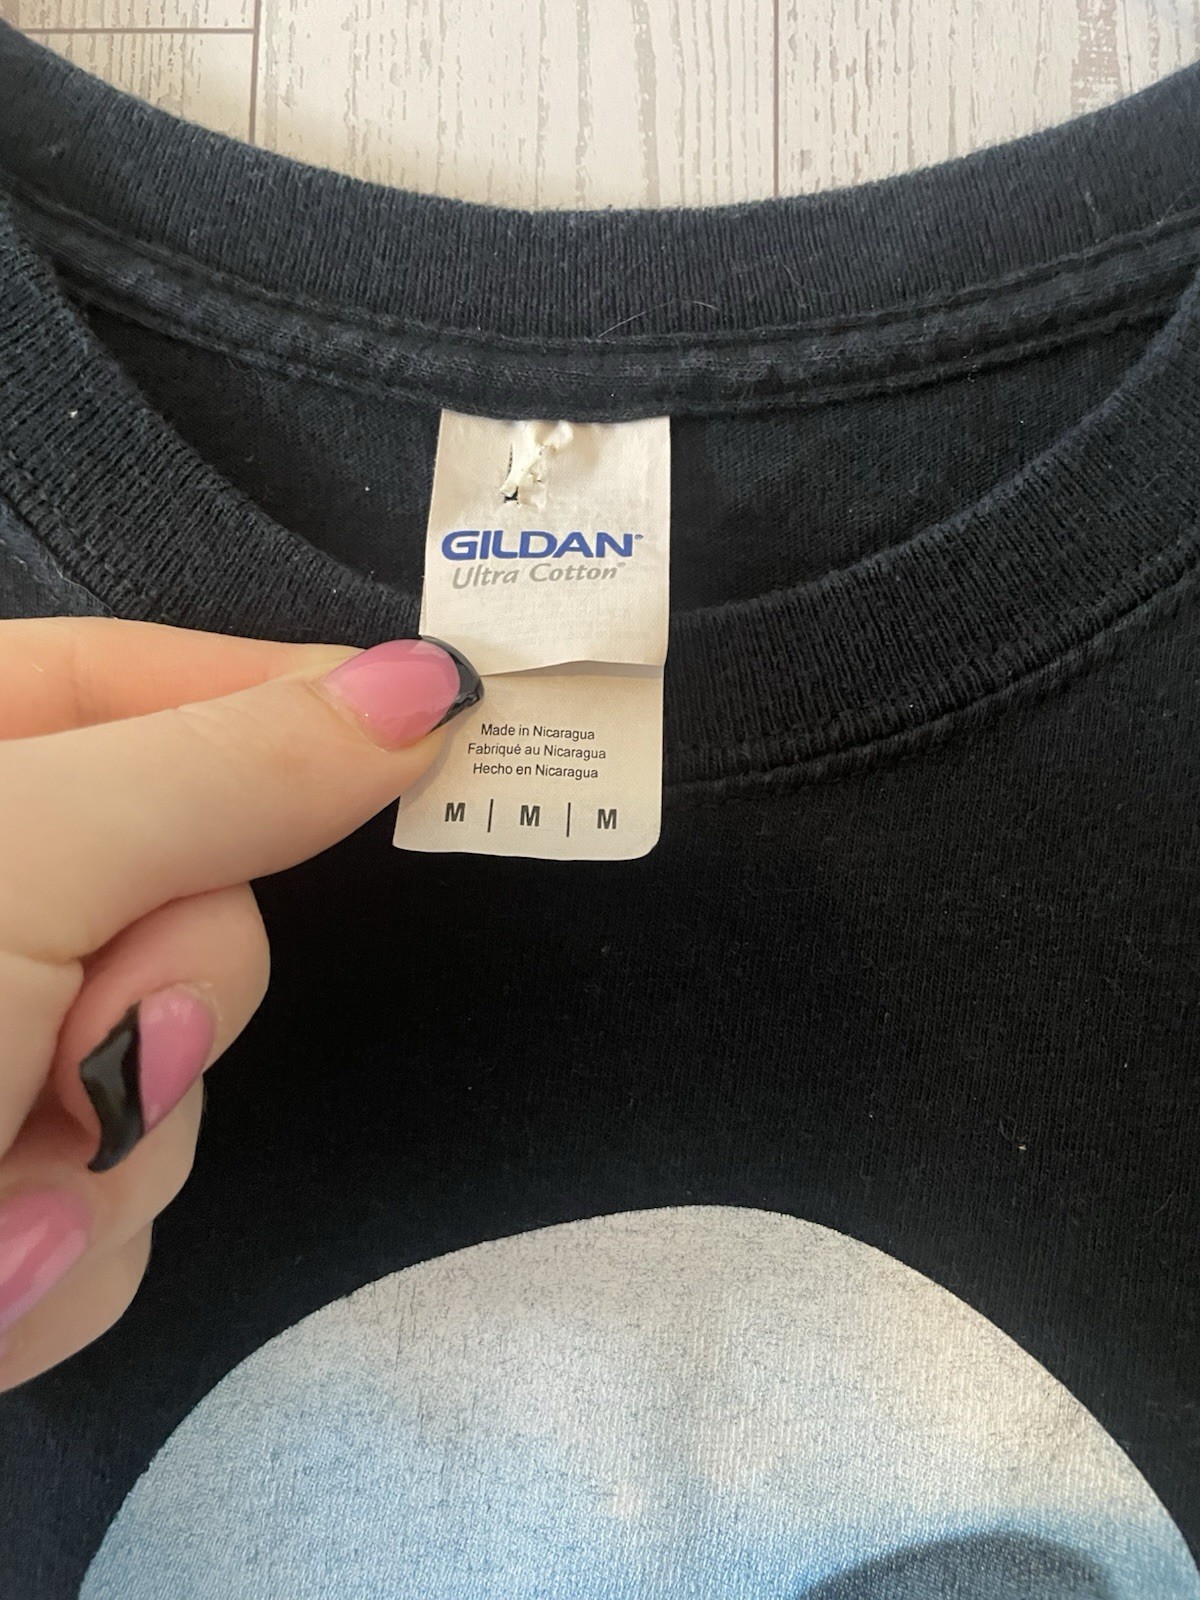 GILDAN®
Ultra Cotton®
Made in Nicaragua
Fabriqué au Nicaragua
Hecho en Nicaragua
M | M | M